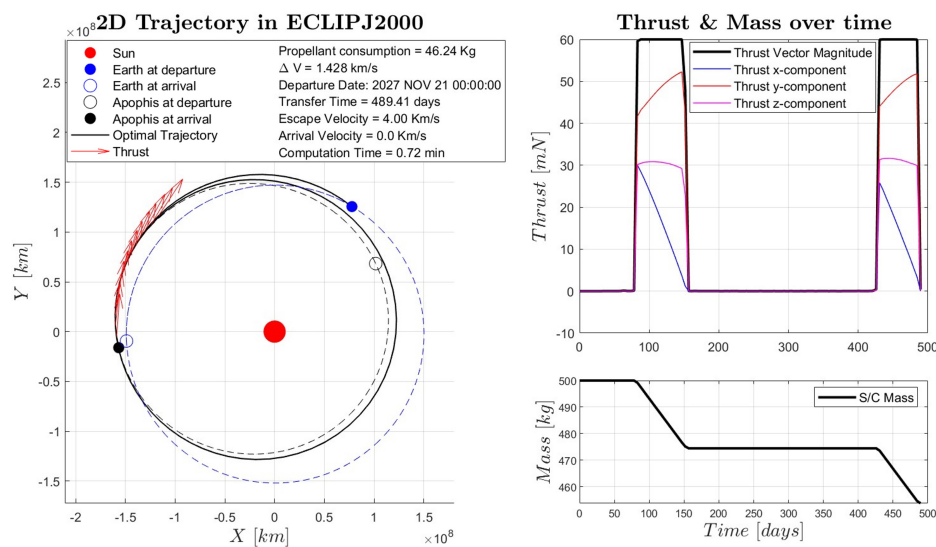 2D Trajectory in ECLIPJ2000
×10⁸
Sun
Earth at departure
Earth at arrival
Apophis at departure
Apophis at arrival
Optimal Trajectory
Thrust
Propellant consumption = 46.24 Kg
Δ V = 1.428 km/s
Departure Date: 2027 NOV 21 00:00:00
Transfer Time = 489.41 days
Escape Velocity = 4.00 Km/s
Arrival Velocity = 0.0 Km/s
Computation Time = 0.72 min
2.5
2
1.5
1
0.5
0
-0.5
-1
-1.5
Y [km]
-2 -1.5 -1 -0.5 0 0.5 1 1.5
X [km]
×10⁸
Thrust & Mass over time
Thrust Vector Magnitude
Thrust x-component
Thrust y-component
Thrust z-component
60
50
40
30
20
10
0
-10
Thrust [mN]
0 100 200 300 400 500
S/C Mass
500
490
480
470
460
Mass [kg]
0 50 100 150 200 250 300 350 400 450 500
Time [days]